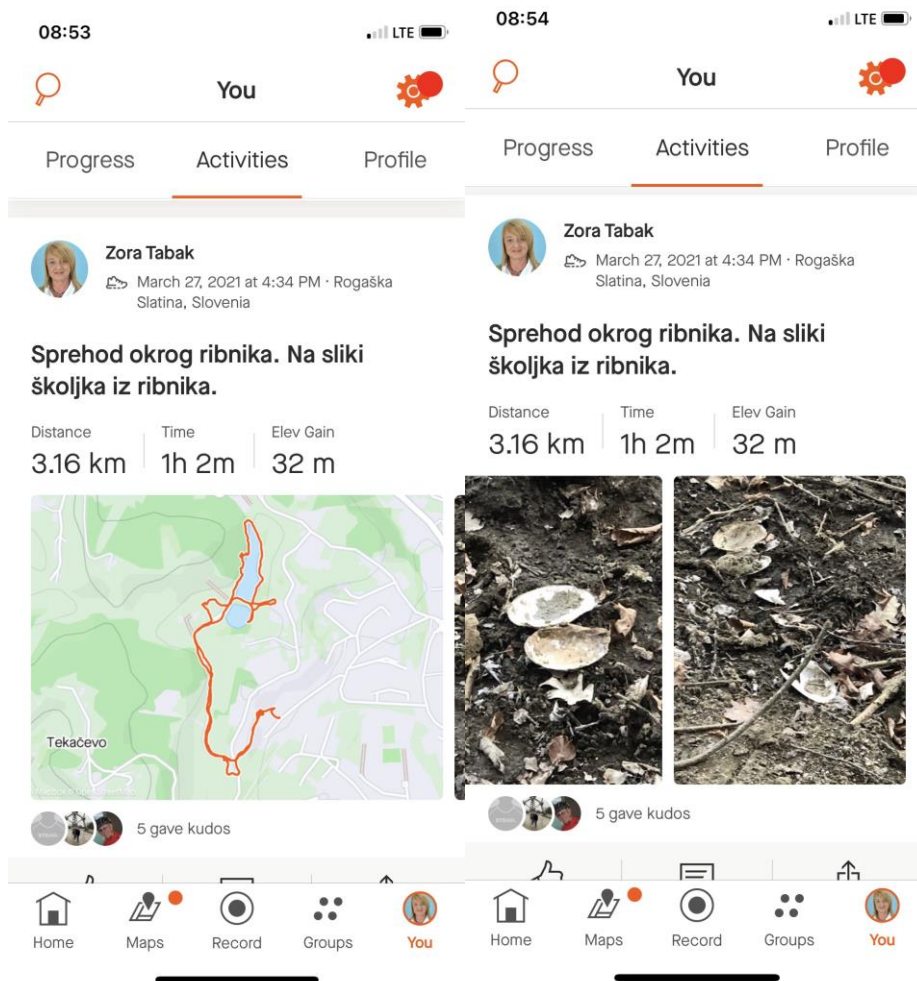 08:53
LTE
You
Progress Activities Profile
Zora Tabak
March 27, 2021 at 4:34 PM · Rogaška
Slatina, Slovenia
Sprehod okrog ribnika. Na sliki
školjka iz ribnika.
Distance Time Elev Gain
3.16 km 1h 2m 32 m
Tekačevo
5 gave kudos
Home Maps Record Groups You
08:54
LTE
You
Progress Activities Profile
Zora Tabak
March 27, 2021 at 4:34 PM · Rogaška
Slatina, Slovenia
Sprehod okrog ribnika. Na sliki
školjka iz ribnika.
Distance Time Elev Gain
3.16 km 1h 2m 32 m
5 gave kudos
Home Maps Record Groups You